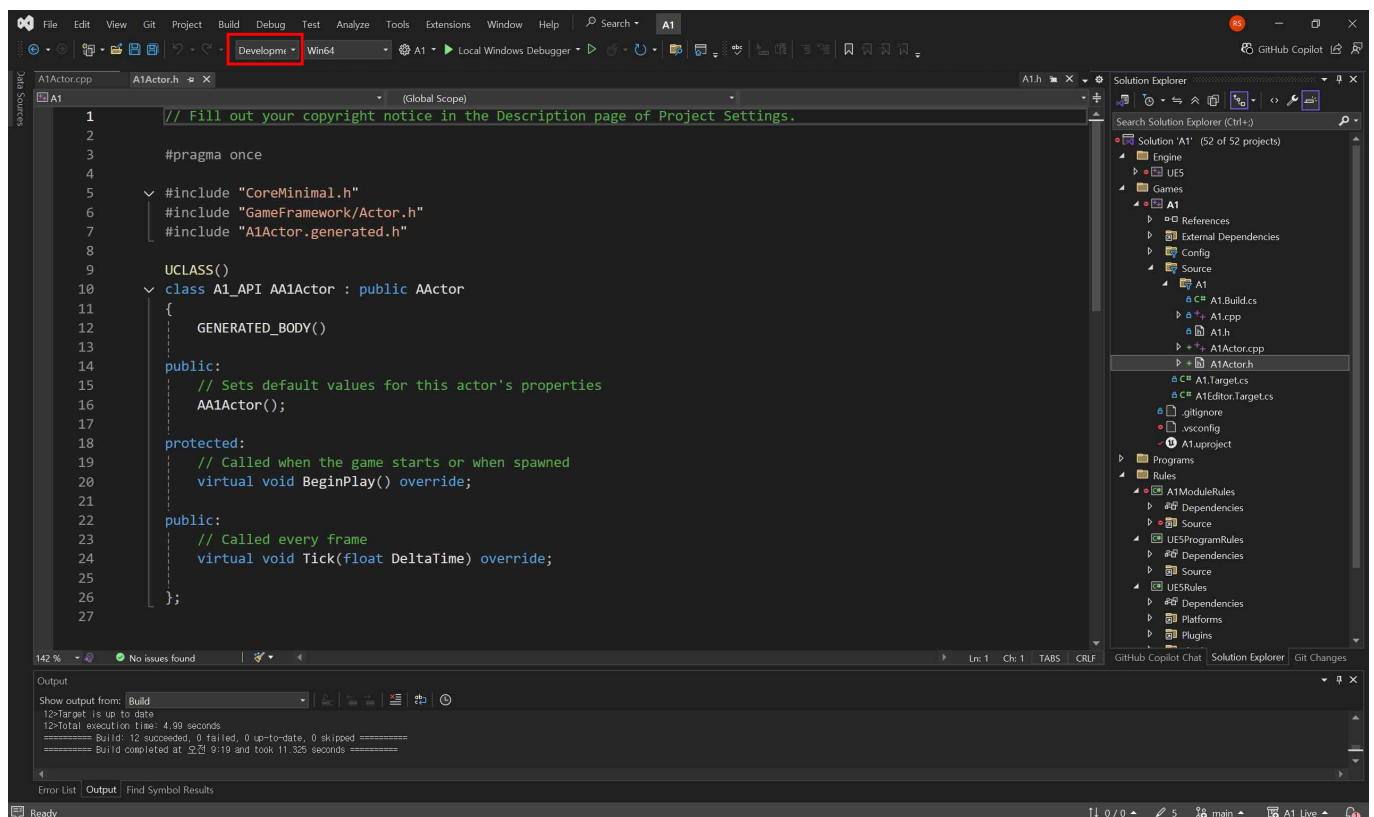 File Edit View Git Project Build Debug Test Analyze Tools Extensions Window Help Search A1 RS
Developme Win64 A1 Local Windows Debugger GitHub Copilot
Data Sources
A1Actor.cpp A1Actor.h A1.h
A1 (Global Scope)
1 // Fill out your copyright notice in the Description page of Project Settings.
2
3 #pragma once
4
5 #include "CoreMinimal.h"
6 #include "GameFramework/Actor.h"
7 #include "A1Actor.generated.h"
8
9 UCLASS()
10 class A1_API AA1Actor : public AActor
11 {
12 GENERATED_BODY()
13
14 public:
15 // Sets default values for this actor's properties
16 AA1Actor();
17
18 protected:
19 // Called when the game starts or when spawned
20 virtual void BeginPlay() override;
21
22 public:
23 // Called every frame
24 virtual void Tick(float DeltaTime) override;
25
26 };
27
142 % No issues found Ln: 1 Ch: 1 TABS CRLF
Solution Explorer
Search Solution Explorer (Ctrl+;)
Solution 'A1' (52 of 52 projects)
Engine
UE5
Games
A1
References
External Dependencies
Config
Source
A1
C# A1.Build.cs
A1.cpp
A1.h
A1Actor.cpp
A1Actor.h
C# A1.Target.cs
C# A1Editor.Target.cs
.gitignore
.vsconfig
A1.uproject
Programs
Rules
A1ModuleRules
Dependencies
Source
UE5ProgramRules
Dependencies
Source
UE5Rules
Dependencies
Platforms
Plugins
GitHub Copilot Chat Solution Explorer Git Changes
Output
Show output from: Build
12>Target is up to date
12>Total execution time: 4.99 seconds
========== Build: 12 succeeded, 0 failed, 0 up-to-date, 0 skipped ==========
========== Build completed at 오전 9:19 and took 11.325 seconds ==========
Error List Output Find Symbol Results
Ready 0 / 0 5 main A1 Live